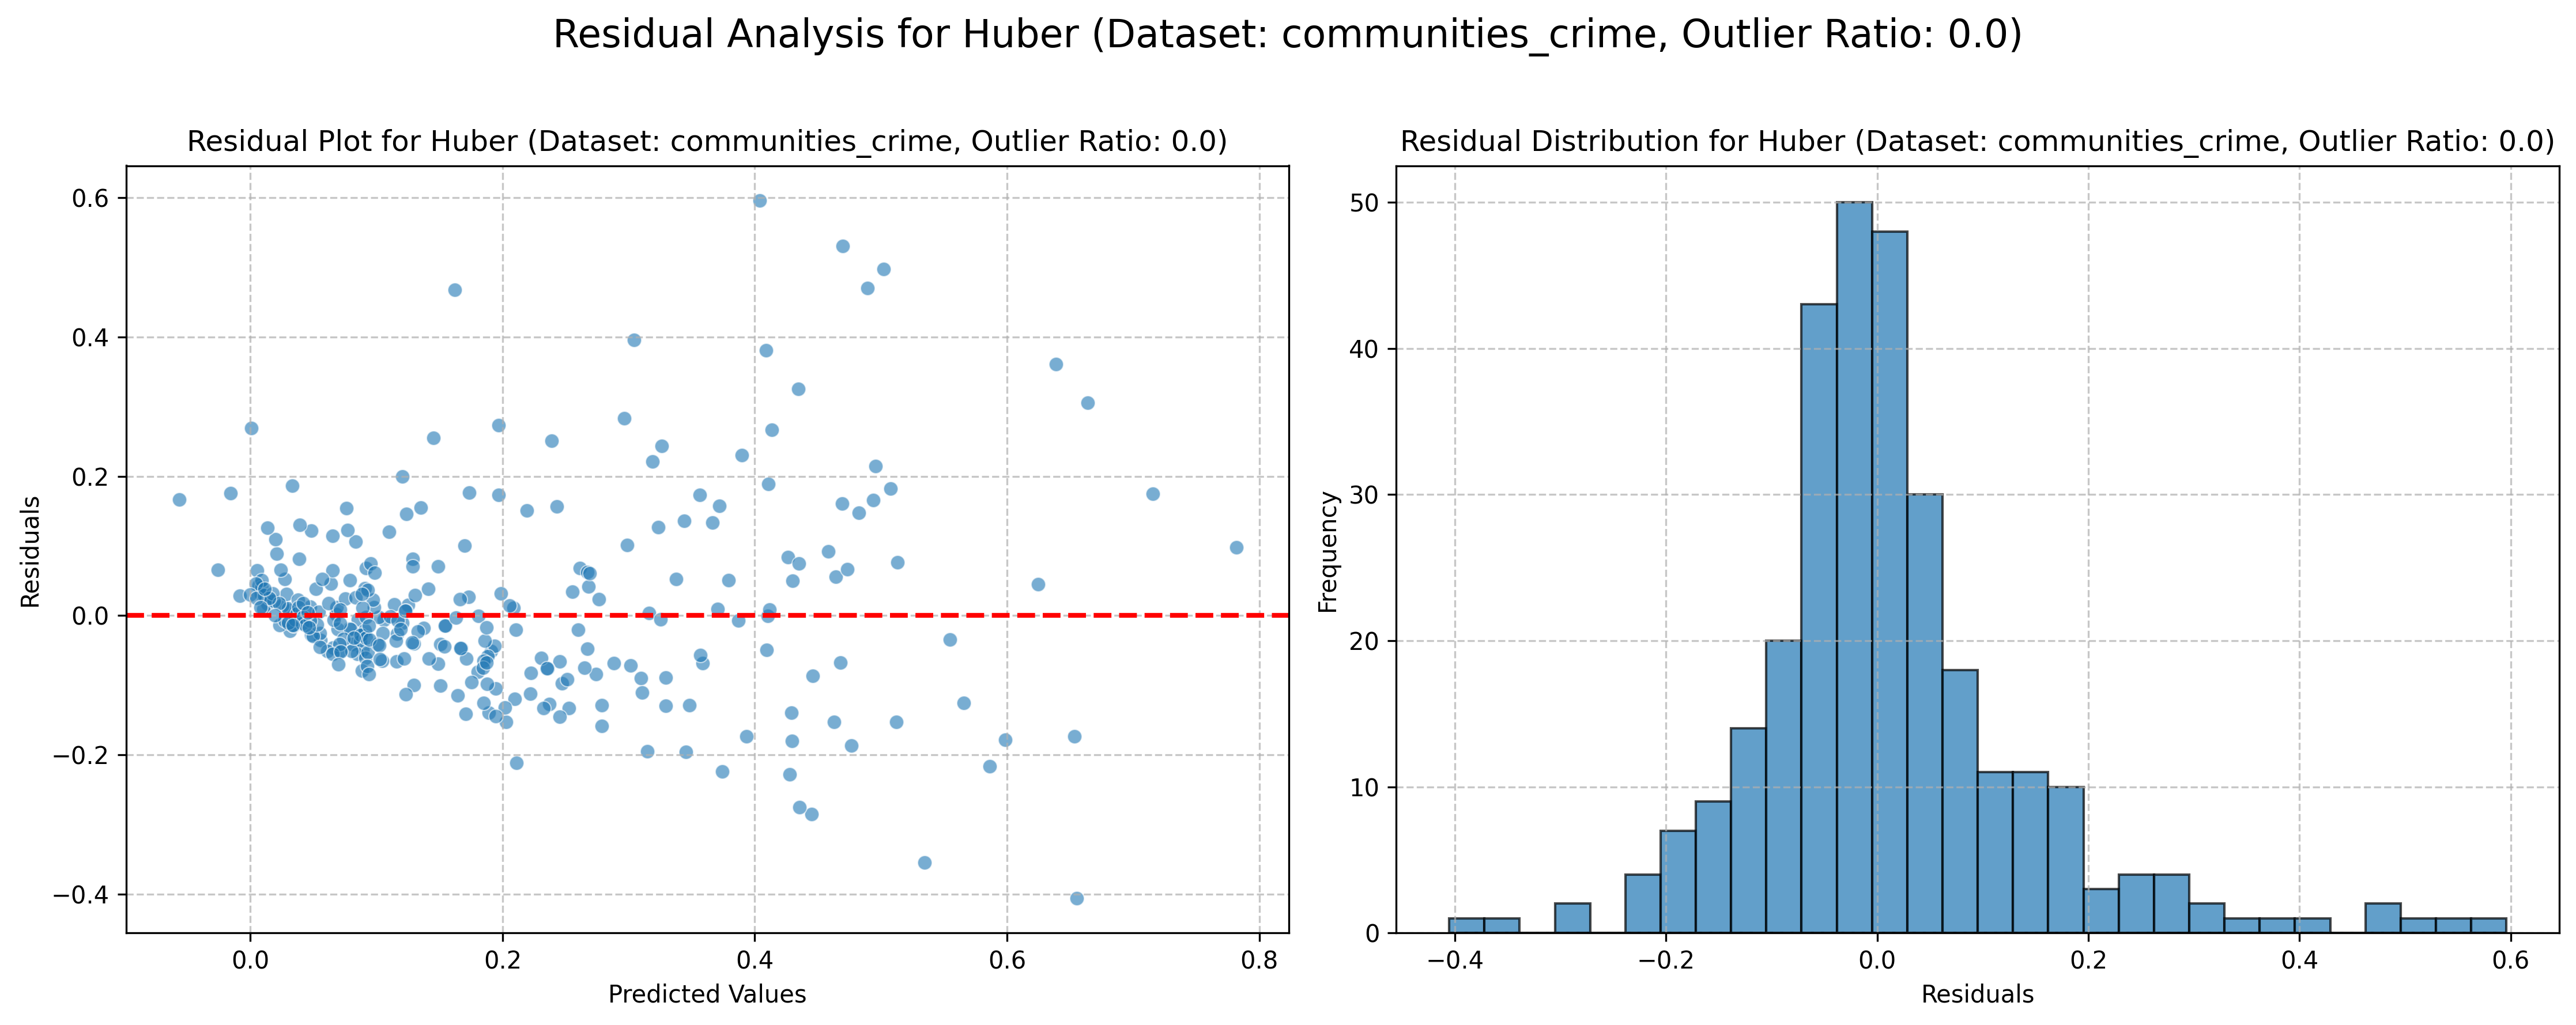 Residual Analysis for Huber (Dataset: communities_crime, Outlier Ratio: 0.0)
Residual Plot for Huber (Dataset: communities_crime, Outlier Ratio: 0.0)
0.6
0.4
0.2
0.0
−0.2
−0.4
Residuals
0.0 0.2 0.4 0.6 0.8
Predicted Values
Residual Distribution for Huber (Dataset: communities_crime, Outlier Ratio: 0.0)
50
40
30
20
10
0
Frequency
−0.4 −0.2 0.0 0.2 0.4 0.6
Residuals